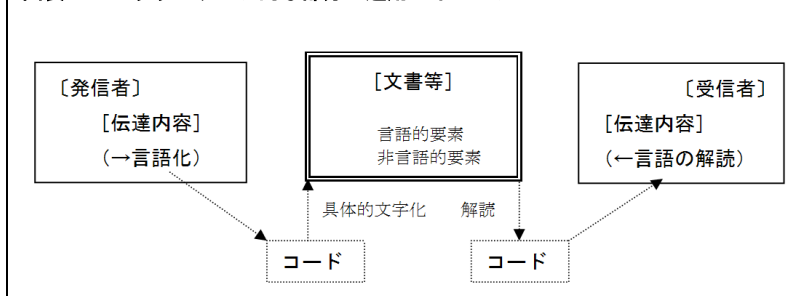 〔発信者〕
[伝達内容]
(→言語化)
[文書等]
言語的要素
非言語的要素
〔受信者〕
[伝達内容]
(←言語の解読)
具体的文字化
解読
コード
コード